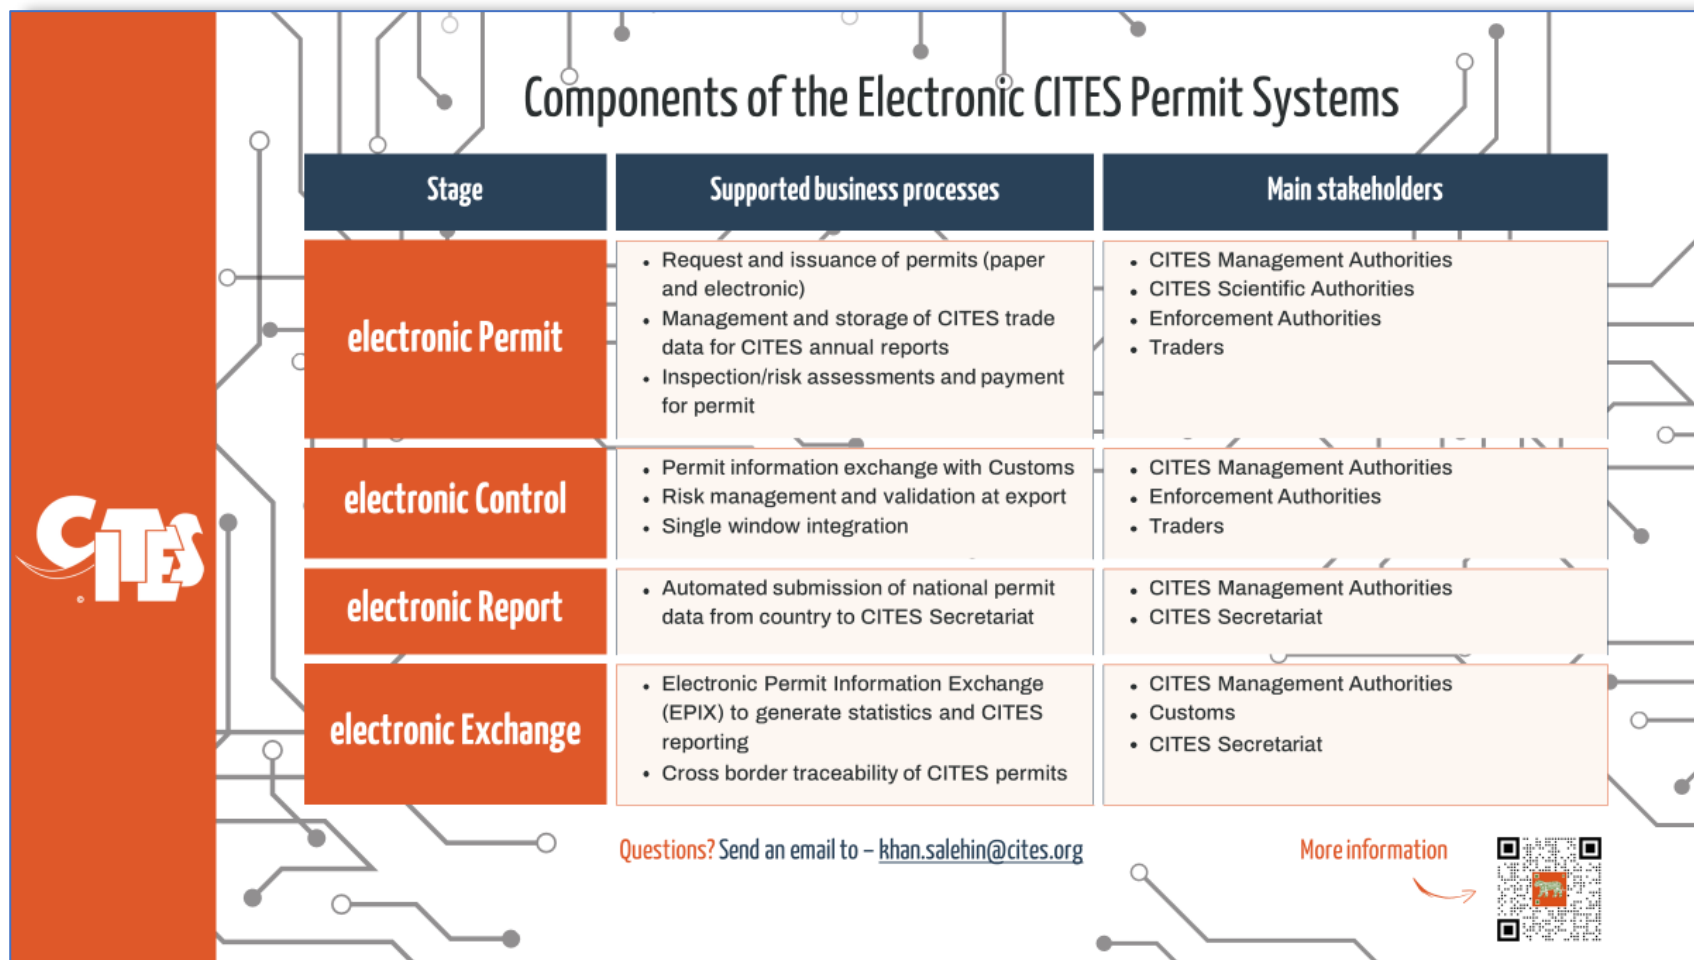 Components of the Electronic CITES Permit Systems
Stage
Supported business processes
Main stakeholders
electronic Permit
• Request and issuance of permits (paper
and electronic)
• Management and storage of CITES trade
data for CITES annual reports
• Inspection/risk assessments and payment
for permit
• CITES Management Authorities
• CITES Scientific Authorities
• Enforcement Authorities
• Traders
electronic Control
• Permit information exchange with Customs
• Risk management and validation at export
• Single window integration
• CITES Management Authorities
• Enforcement Authorities
• Traders
electronic Report
• Automated submission of national permit
data from country to CITES Secretariat
• CITES Management Authorities
• CITES Secretariat
electronic Exchange
• Electronic Permit Information Exchange
(EPIX) to generate statistics and CITES
reporting
• Cross border traceability of CITES permits
• CITES Management Authorities
• Customs
• CITES Secretariat
CITES
©
Questions? Send an email to – khan.salehin@cites.org
More information